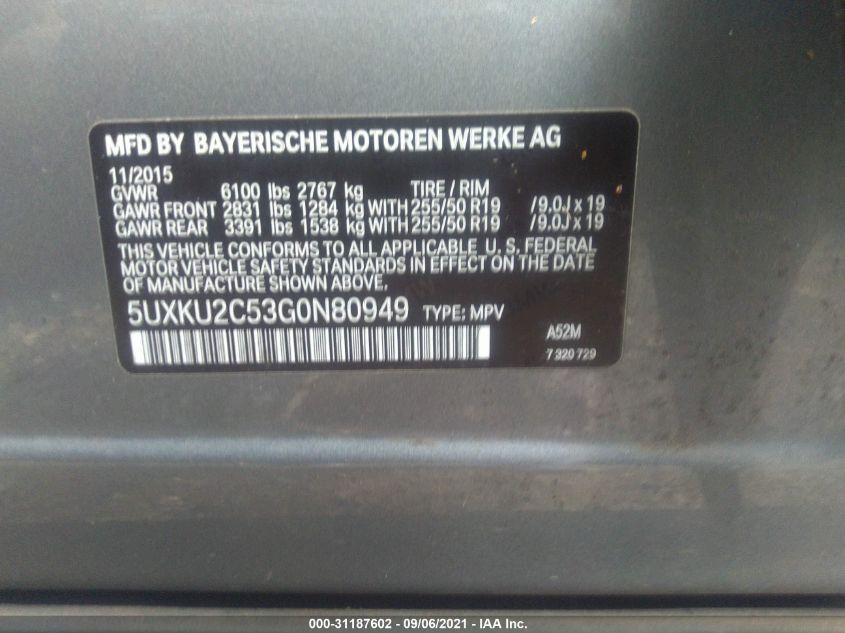 MFD BY BAYERISCHE MOTOREN WERKE AG
11/2015
GVWR 6100 lbs 2767 kg TIRE / RIM
GAWR FRONT 2831 lbs 1284 kg WITH 255/50 R19 /9.0J x 19
GAWR REAR 3391 lbs 1538 kg WITH 255/50 R19 /9.0J x 19
THIS VEHICLE CONFORMS TO ALL APPLICABLE U. S. FEDERAL
MOTOR VEHICLE SAFETY STANDARDS IN EFFECT ON THE DATE
OF MANUFACTURE SHOWN ABOVE.
5UXKU2C53G0N80949 TYPE: MPV
A52M
7 320 729
000-31187602 - 09/06/2021 - IAA Inc.